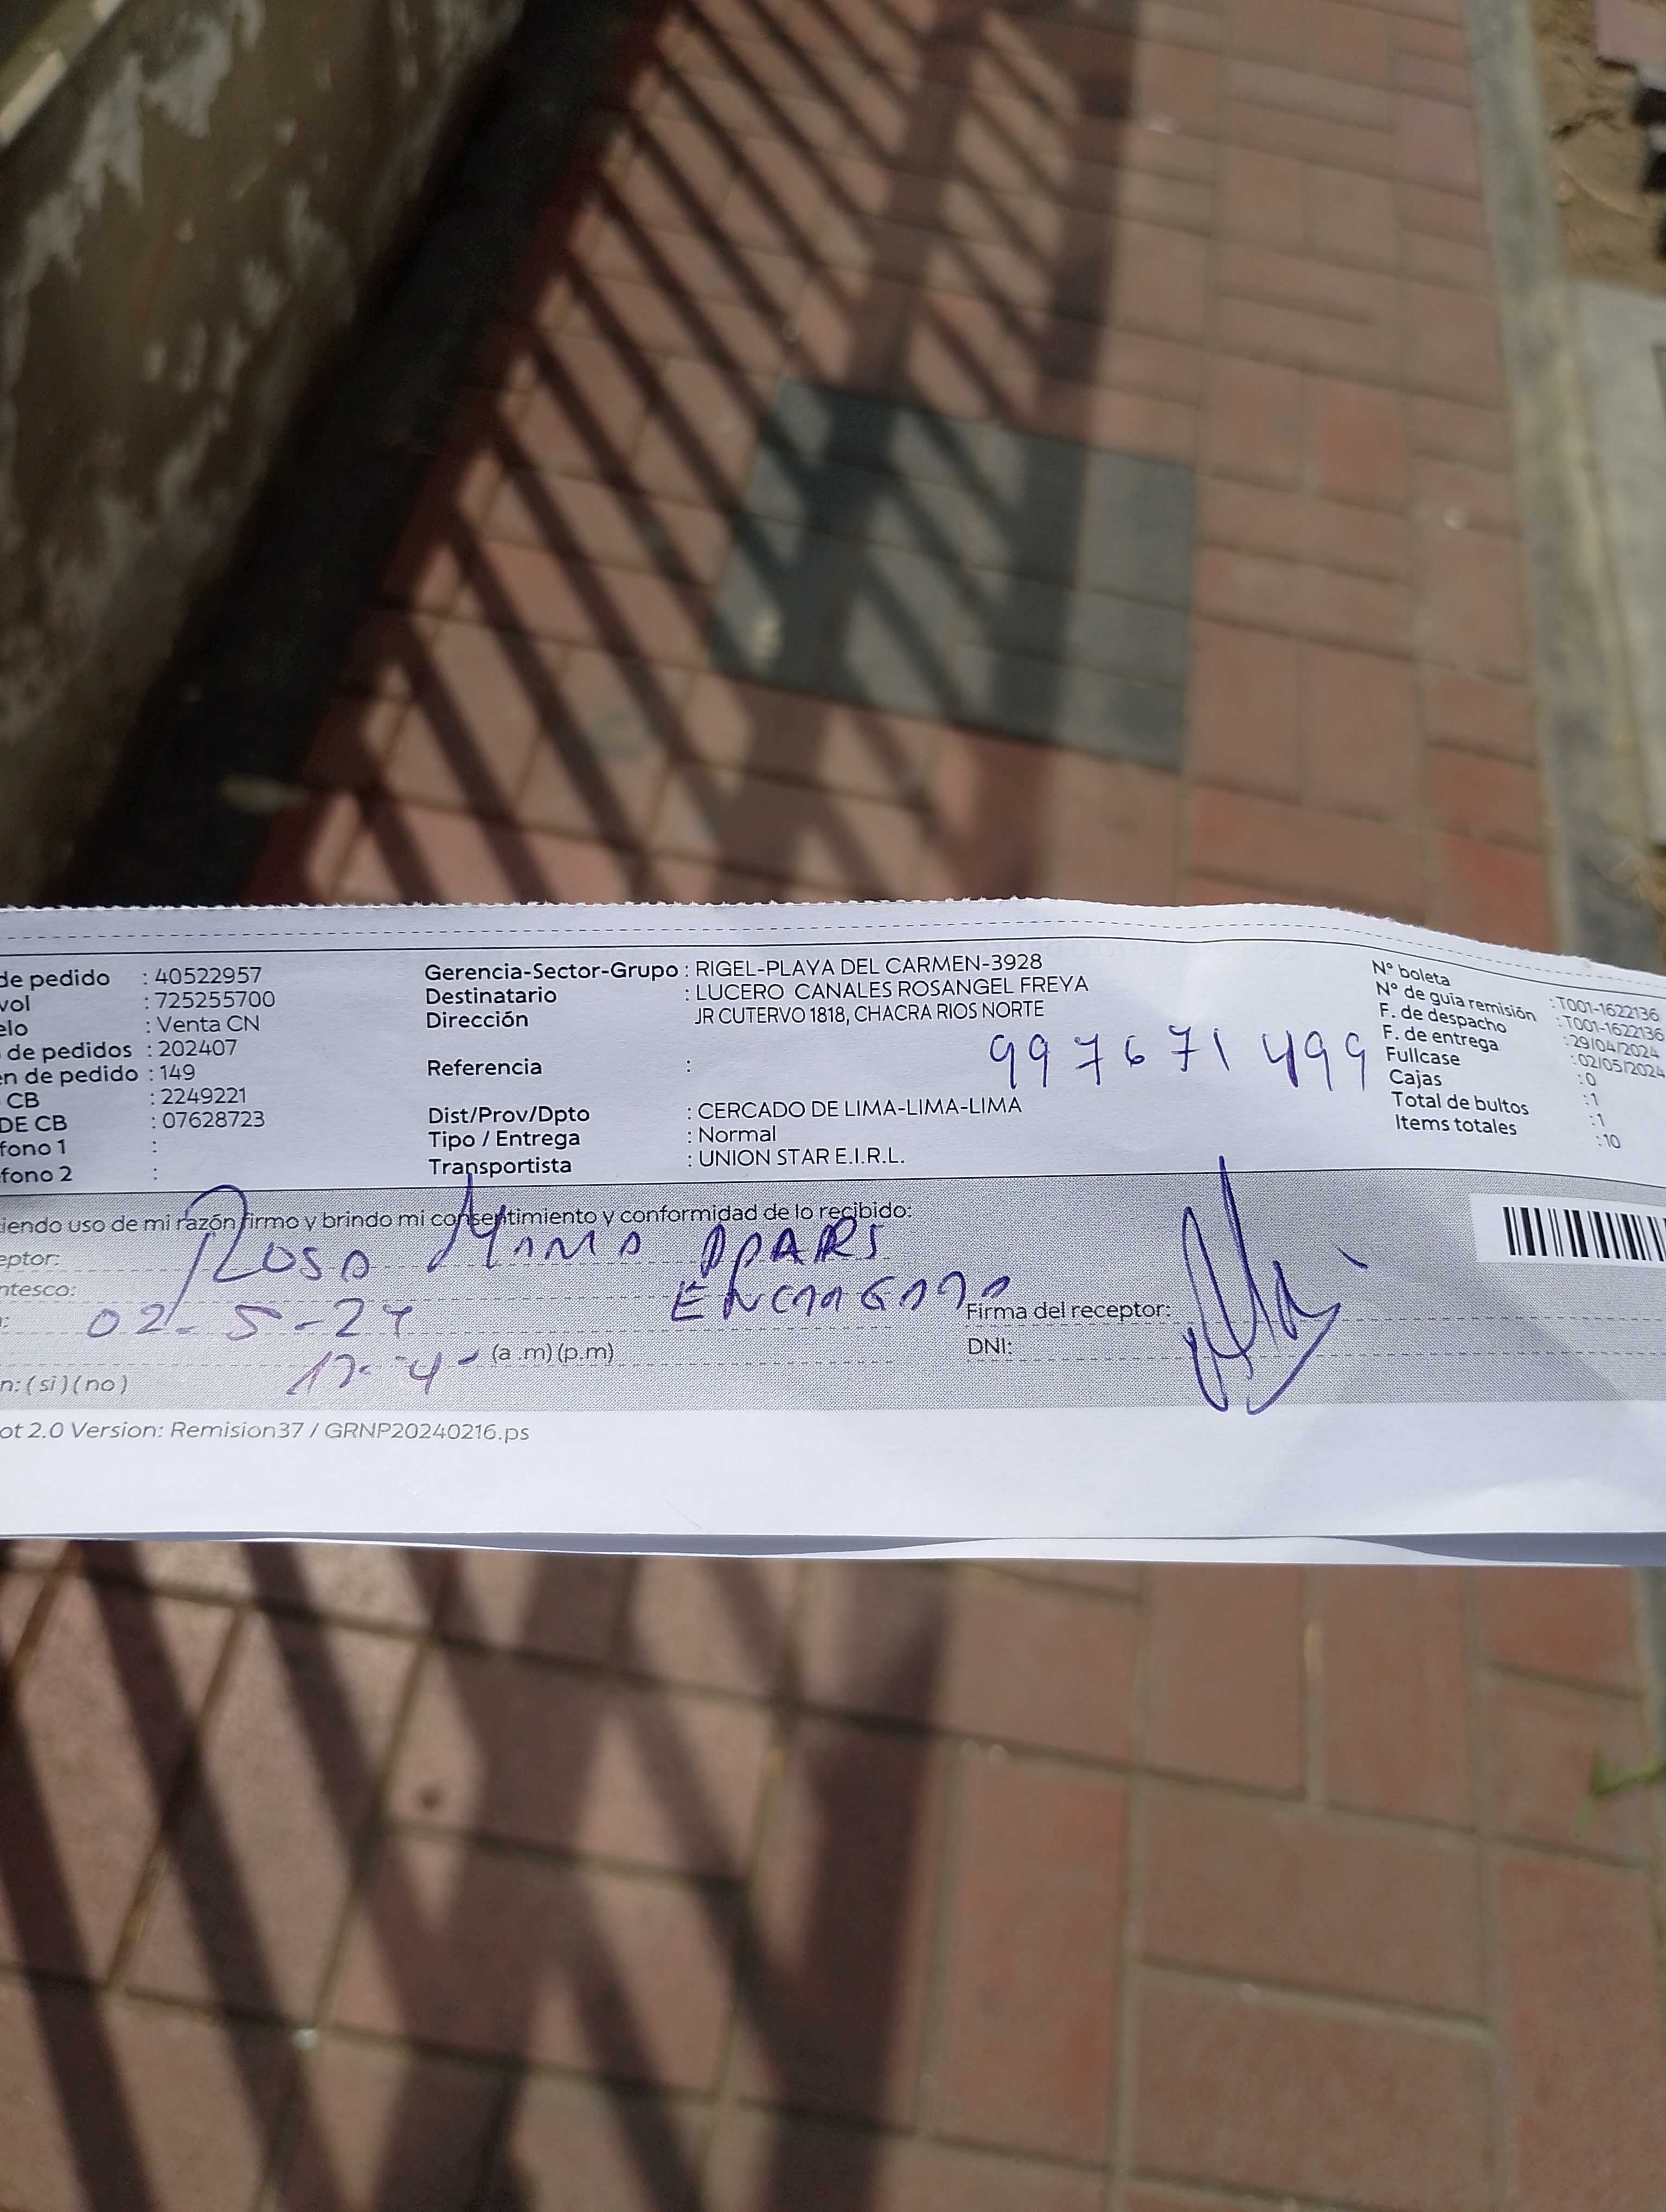 de pedido : 40522957
vol : 725255700
elo : Venta CN
de pedidos : 202407
en de pedido : 149
CB : 2249221
DE CB : 07628723
fono 1 :
fono 2 :
Gerencia-Sector-Grupo : RIGEL-PLAYA DEL CARMEN-3928
Destinatario : LUCERO CANALES ROSANGEL FREYA
Dirección JR CUTERVO 1818, CHACRA RIOS NORTE
997671499
Referencia :
Dist/Prov/Dpto : CERCADO DE LIMA-LIMA-LIMA
Tipo / Entrega : Normal
Transportista : UNION STAR E.I.R.L.
N° boleta : T001-1622136
N° de guía remisión : T001-1622136
F. de despacho : 29/04/2024
F. de entrega : 02/05/2024
Fullcase : 0
Cajas : 1
Total de bultos : 1
Items totales : 10
iendo uso de mi razón firmo y brindo mi consentimiento y conformidad de lo recibido:
eptor: Rosa
ntesco:
: 02-5-24
(a .m) (p.m)
n: ( si ) ( no )
Firma del receptor:
DNI:
ot 2.0 Version: Remision37 / GRNP20240216.ps